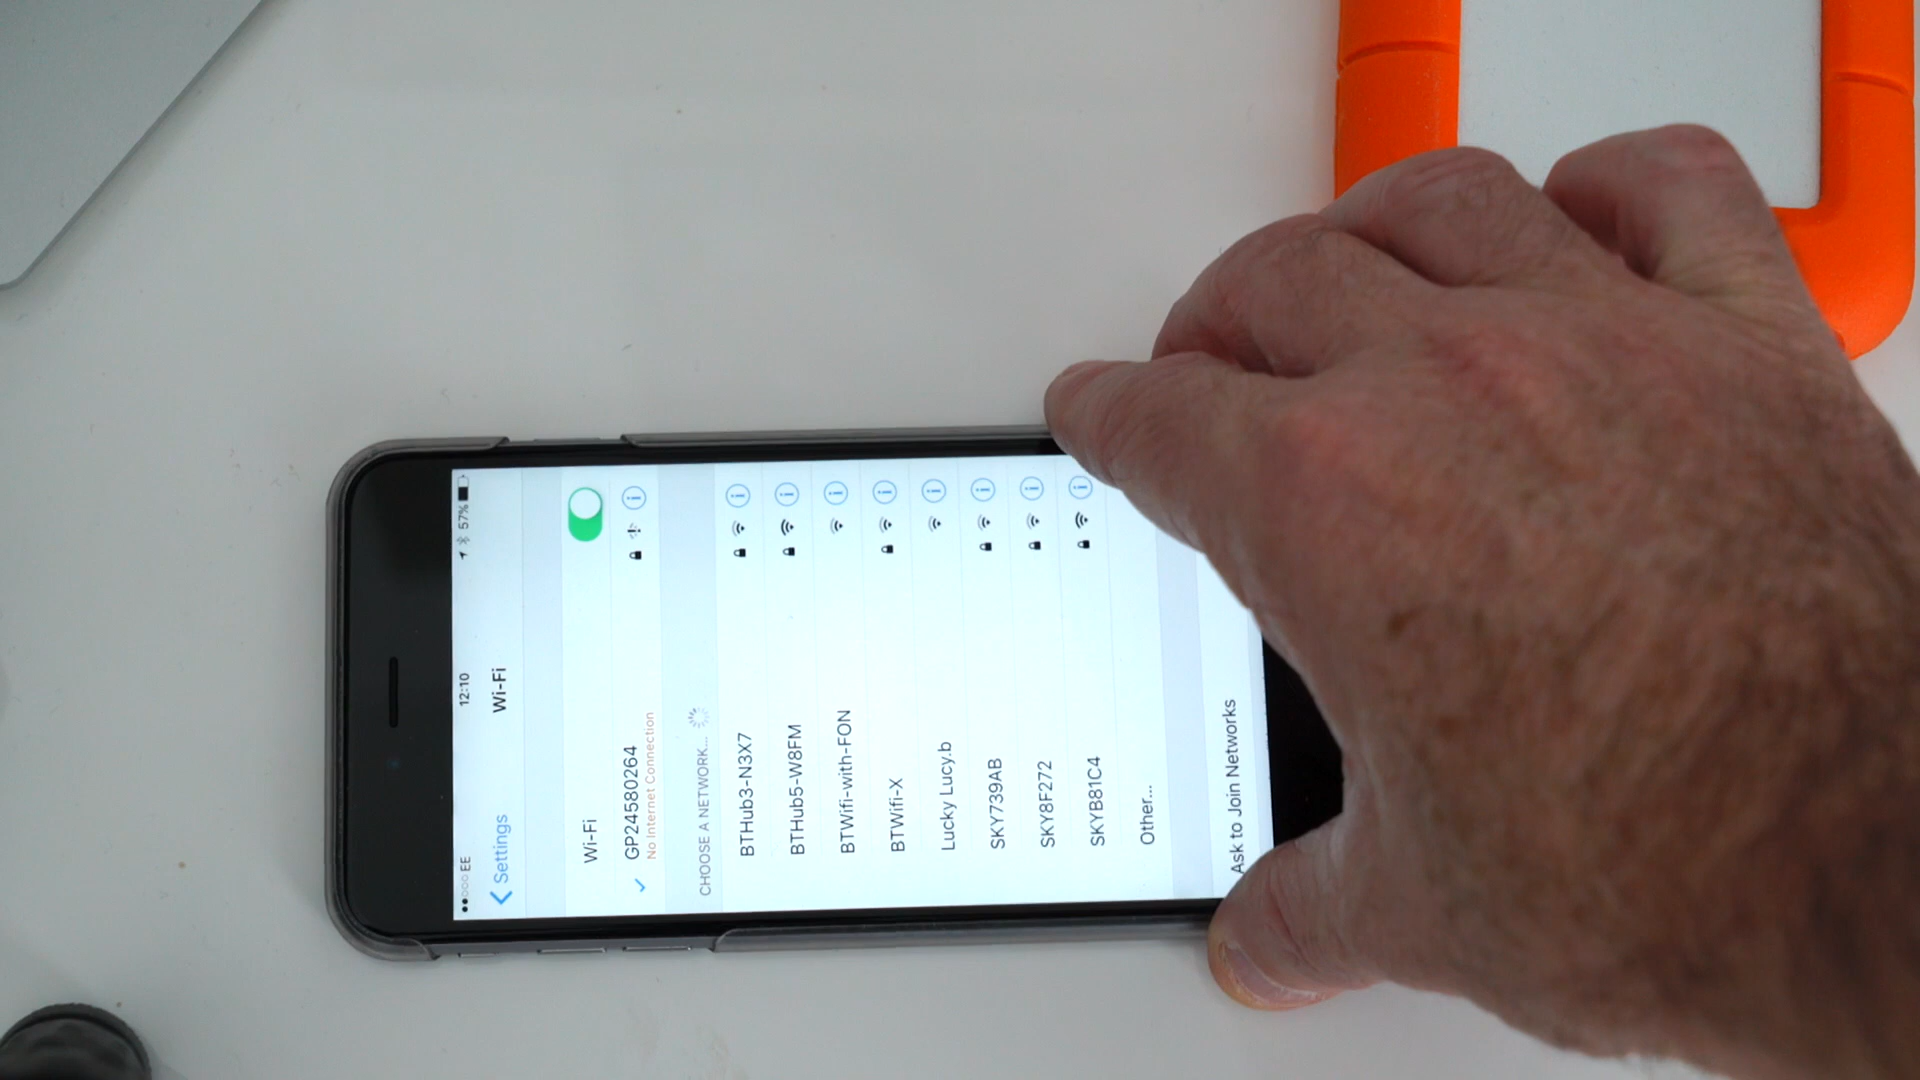 EE 12:10 57%
Settings Wi-Fi
Wi-Fi
GP24580264
No Internet Connection
CHOOSE A NETWORK...
BTHub3-N3X7
BTHub5-W8FM
BTWifi-with-FON
BTWifi-X
Lucky Lucy.b
SKY739AB
SKY8F272
SKYB81C4
Other...
Ask to Join Networks